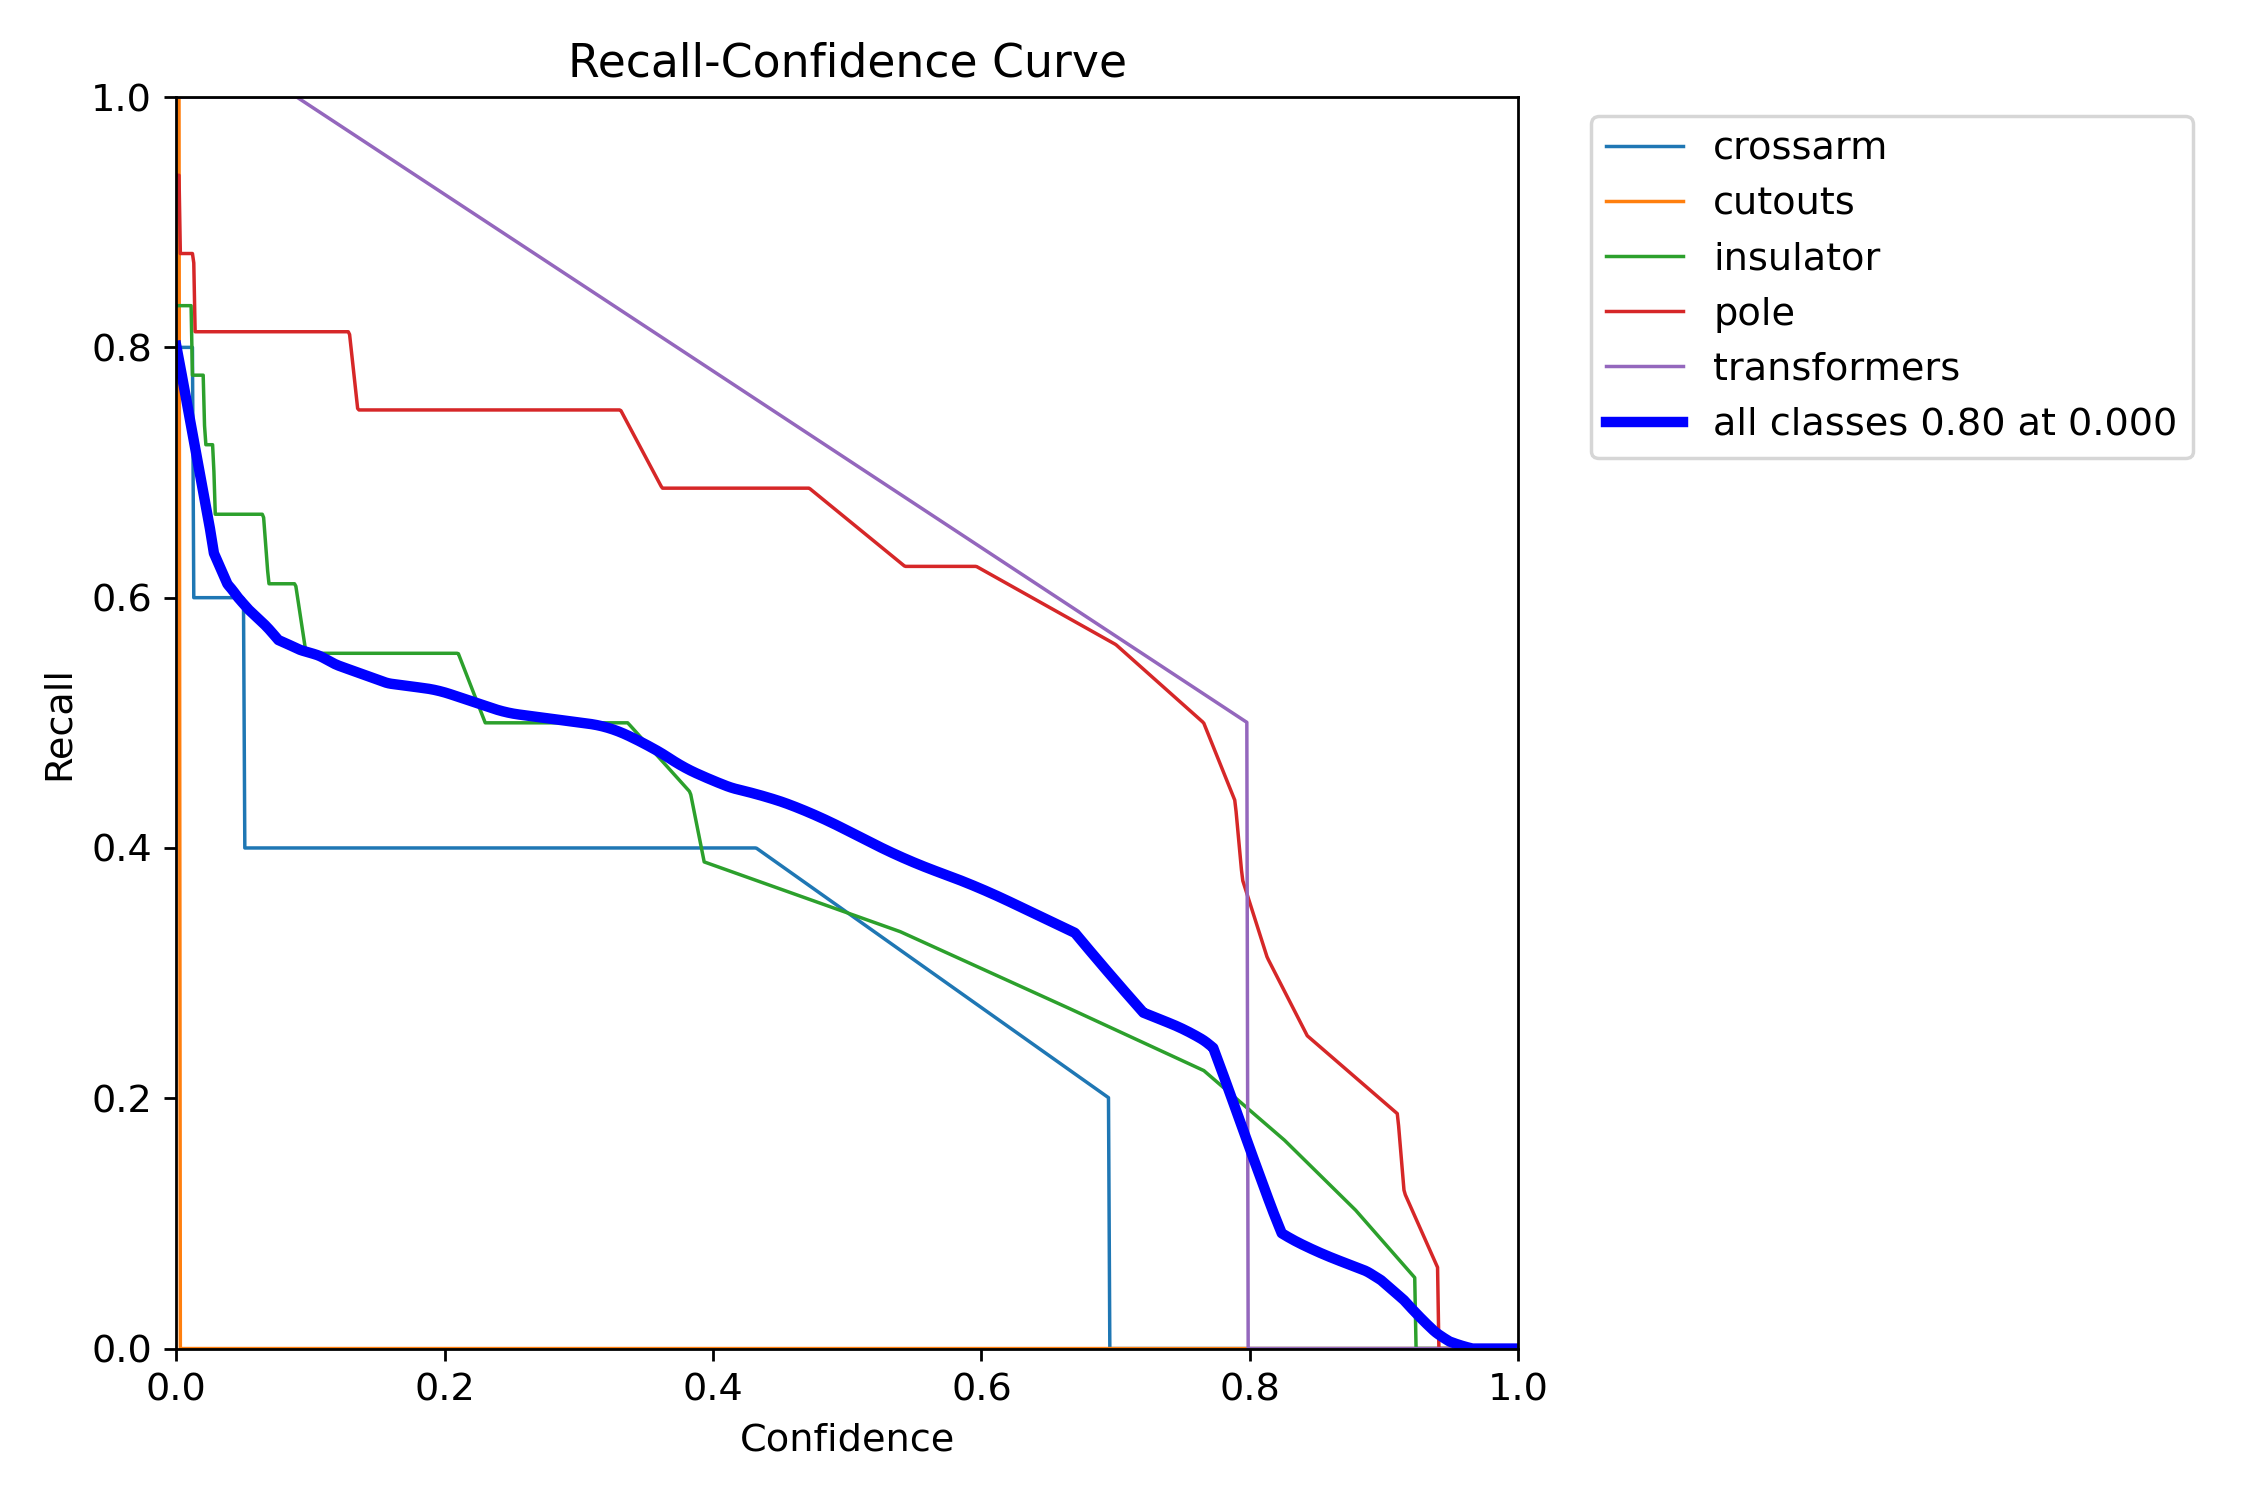 Recall-Confidence Curve
1.0
0.8
0.6
0.4
0.2
0.0
Recall
0.0 0.2 0.4 0.6 0.8 1.0
Confidence
crossarm
cutouts
insulator
pole
transformers
all classes 0.80 at 0.000